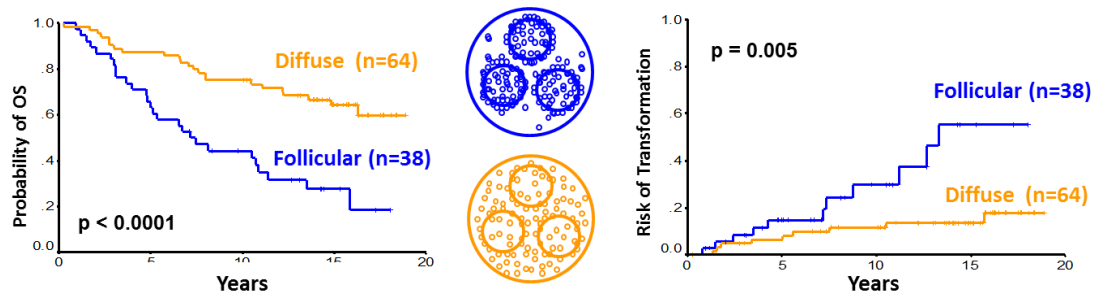 Probability of OS
1.0
.8
.6
.4
.2
0.0
Diffuse (n=64)
Follicular (n=38)
p < 0.0001
0
5
10
15
20
Years
Risk of Transformation
1.0
.8
.6
.4
.2
0.0
p = 0.005
Follicular (n=38)
Diffuse (n=64)
0
5
10
15
20
Years